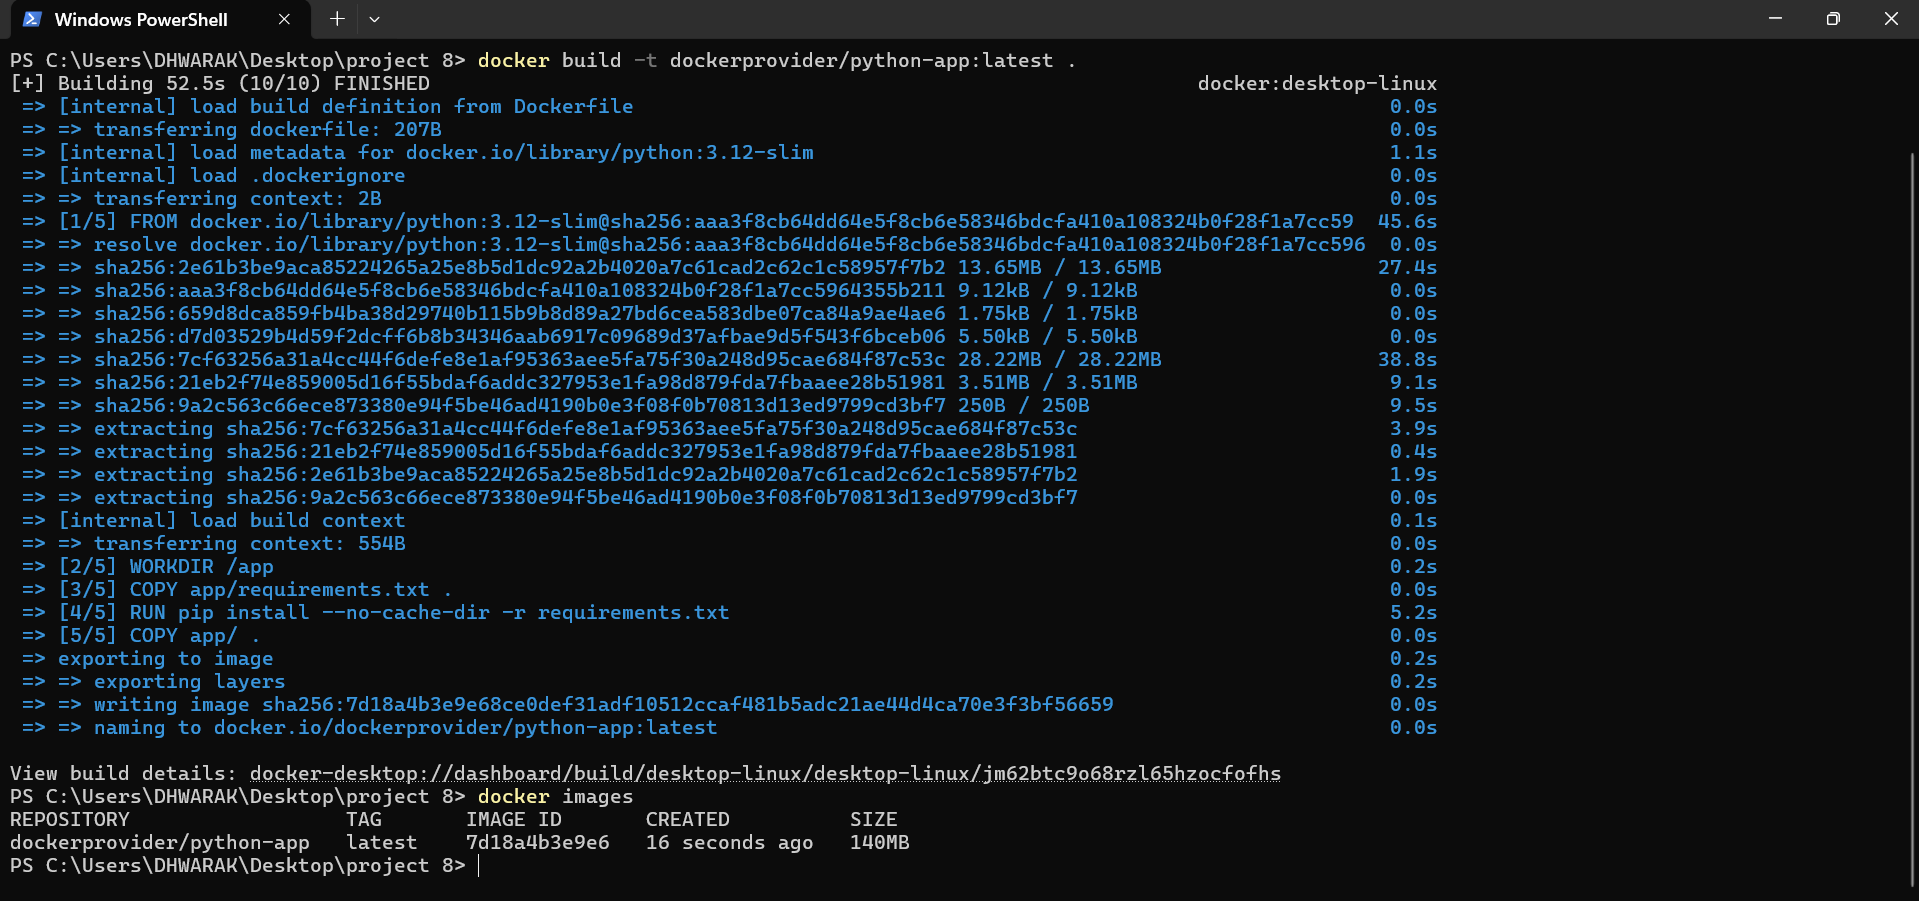 Windows PowerShell
PS C:\Users\DHWARAK\Desktop\project 8> docker build -t dockerprovider/python-app:latest .
[+] Building 52.5s (10/10) FINISHED docker:desktop-linux
=> [internal] load build definition from Dockerfile 0.0s
=> => transferring dockerfile: 207B 0.0s
=> [internal] load metadata for docker.io/library/python:3.12-slim 1.1s
=> [internal] load .dockerignore 0.0s
=> => transferring context: 2B 0.0s
=> [1/5] FROM docker.io/library/python:3.12-slim@sha256:aaa3f8cb64dd64e5f8cb6e58346bdcfa410a108324b0f28f1a7cc59 45.6s
=> => resolve docker.io/library/python:3.12-slim@sha256:aaa3f8cb64dd64e5f8cb6e58346bdcfa410a108324b0f28f1a7cc596 0.0s
=> => sha256:2e61b3be9aca85224265a25e8b5d1dc92a2b4020a7c61cad2c62c1c58957f7b2 13.65MB / 13.65MB 27.4s
=> => sha256:aaa3f8cb64dd64e5f8cb6e58346bdcfa410a108324b0f28f1a7cc5964355b211 9.12kB / 9.12kB 0.0s
=> => sha256:659d8dca859fb4ba38d29740b115b9b8d89a27bd6cea583dbe07ca84a9ae4ae6 1.75kB / 1.75kB 0.0s
=> => sha256:d7d03529b4d59f2dcff6b8b34346aab6917c09689d37afbae9d5f543f6bceb06 5.50kB / 5.50kB 0.0s
=> => sha256:7cf63256a31a4cc44f6defe8e1af95363aee5fa75f30a248d95cae684f87c53c 28.22MB / 28.22MB 38.8s
=> => sha256:21eb2f74e859005d16f55bdaf6addc327953e1fa98d879fda7fbaaee28b51981 3.51MB / 3.51MB 9.1s
=> => sha256:9a2c563c66ece873380e94f5be46ad4190b0e3f08f0b70813d13ed9799cd3bf7 250B / 250B 9.5s
=> => extracting sha256:7cf63256a31a4cc44f6defe8e1af95363aee5fa75f30a248d95cae684f87c53c 3.9s
=> => extracting sha256:21eb2f74e859005d16f55bdaf6addc327953e1fa98d879fda7fbaaee28b51981 0.4s
=> => extracting sha256:2e61b3be9aca85224265a25e8b5d1dc92a2b4020a7c61cad2c62c1c58957f7b2 1.9s
=> => extracting sha256:9a2c563c66ece873380e94f5be46ad4190b0e3f08f0b70813d13ed9799cd3bf7 0.0s
=> [internal] load build context 0.1s
=> => transferring context: 554B 0.0s
=> [2/5] WORKDIR /app 0.2s
=> [3/5] COPY app/requirements.txt . 0.0s
=> [4/5] RUN pip install --no-cache-dir -r requirements.txt 5.2s
=> [5/5] COPY app/ . 0.0s
=> exporting to image 0.2s
=> => exporting layers 0.2s
=> => writing image sha256:7d18a4b3e9e68ce0def31adf10512ccaf481b5adc21ae44d4ca70e3f3bf56659 0.0s
=> => naming to docker.io/dockerprovider/python-app:latest 0.0s
View build details: docker-desktop://dashboard/build/desktop-linux/desktop-linux/jm62btc9o68rzl65hzocfofhs
PS C:\Users\DHWARAK\Desktop\project 8> docker images
REPOSITORY TAG IMAGE ID CREATED SIZE
dockerprovider/python-app latest 7d18a4b3e9e6 16 seconds ago 140MB
PS C:\Users\DHWARAK\Desktop\project 8>